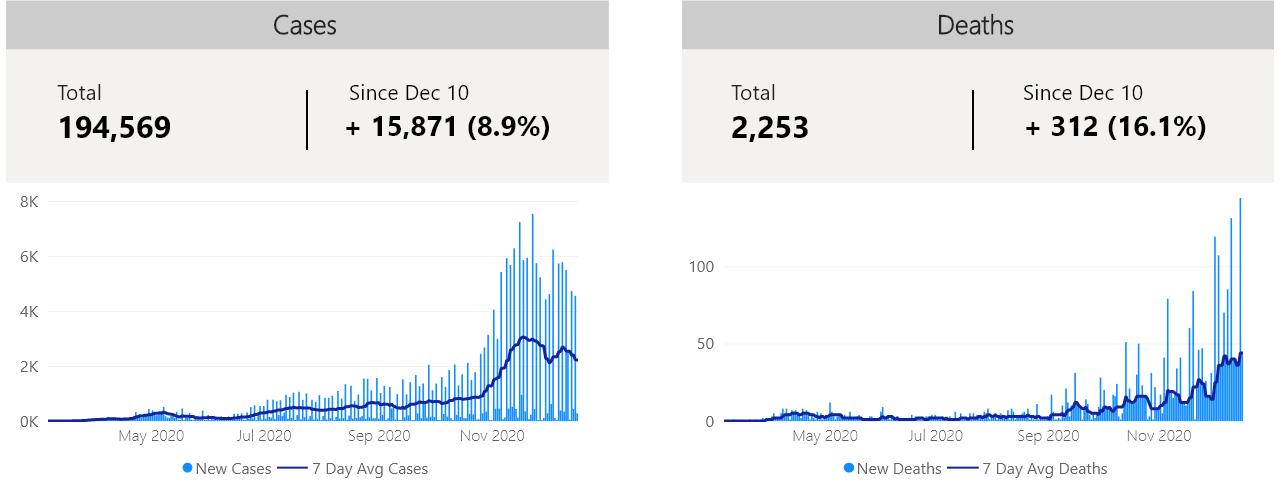 Cases
Total
194,569
Since Dec 10
+ 15,871 (8.9%)
8K
6K
4K
2K
0K
May 2020
Jul 2020
Sep 2020
Nov 2020
New Cases
7 Day Avg Cases
Deaths
Total
2,253
Since Dec 10
+ 312 (16.1%)
100
50
0
May 2020
Jul 2020
Sep 2020
Nov 2020
New Deaths
7 Day Avg Deaths